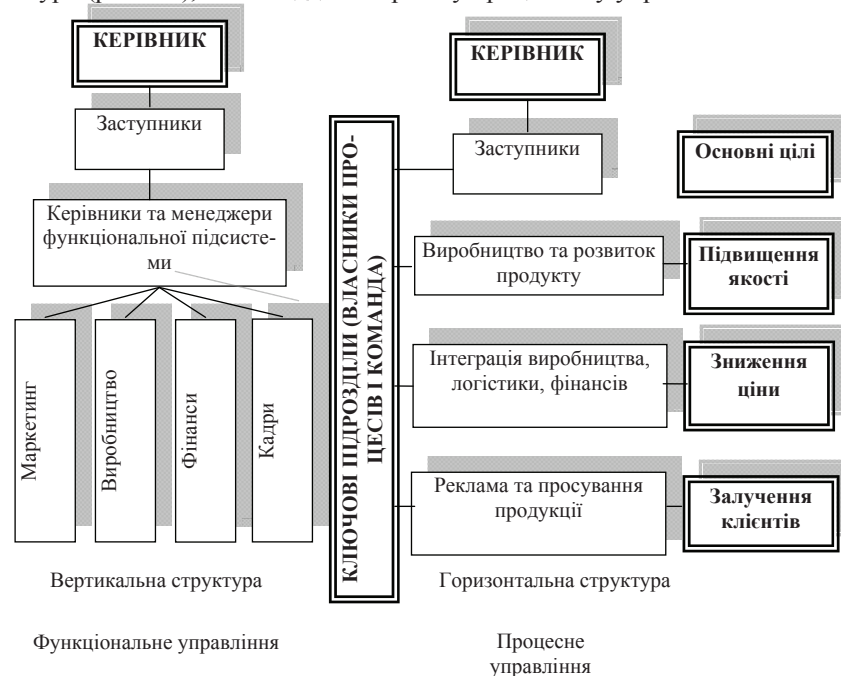 КЕРІВНИК
Заступники
Керівники та менеджери
функціональної підсисте-
ми
Маркетинг
Виробництво
Фінанси
Кадри
Вертикальна структура
Функціональне управління
КЛЮЧОВІ ПІДРОЗДІЛИ (ВЛАСНИКИ ПРО-
ЦЕСІВ І КОМАНДА)
КЕРІВНИК
Заступники
Основні цілі
Виробництво та розвиток
продукту
Підвищення
якості
Інтеграція виробництва,
логістики, фінансів
Зниження
ціни
Реклама та просування
продукції
Залучення
клієнтів
Горизонтальна структура
Процесне
управління